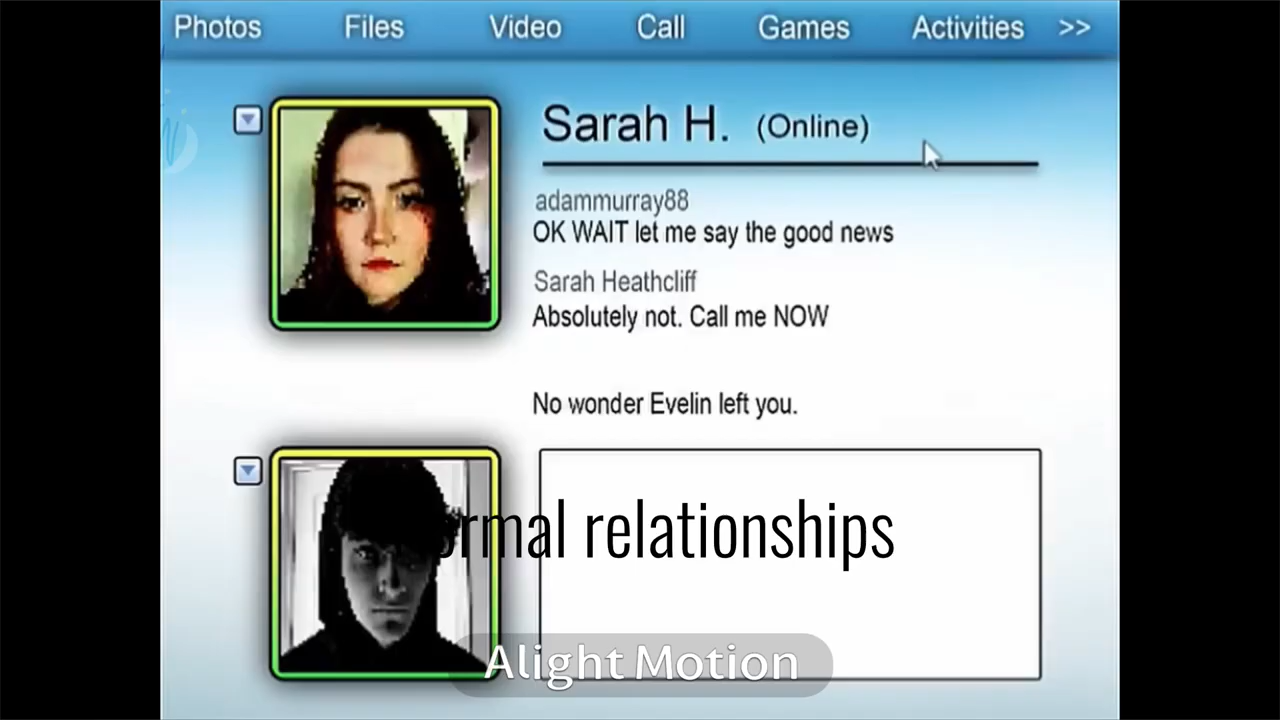 Photos Files Video Call Games Activities >>
Sarah H. (Online)
adammurray88
OK WAIT let me say the good news
Sarah Heathcliff
Absolutely not. Call me NOW
No wonder Evelin left you.
ormal relationships
Alight Motion